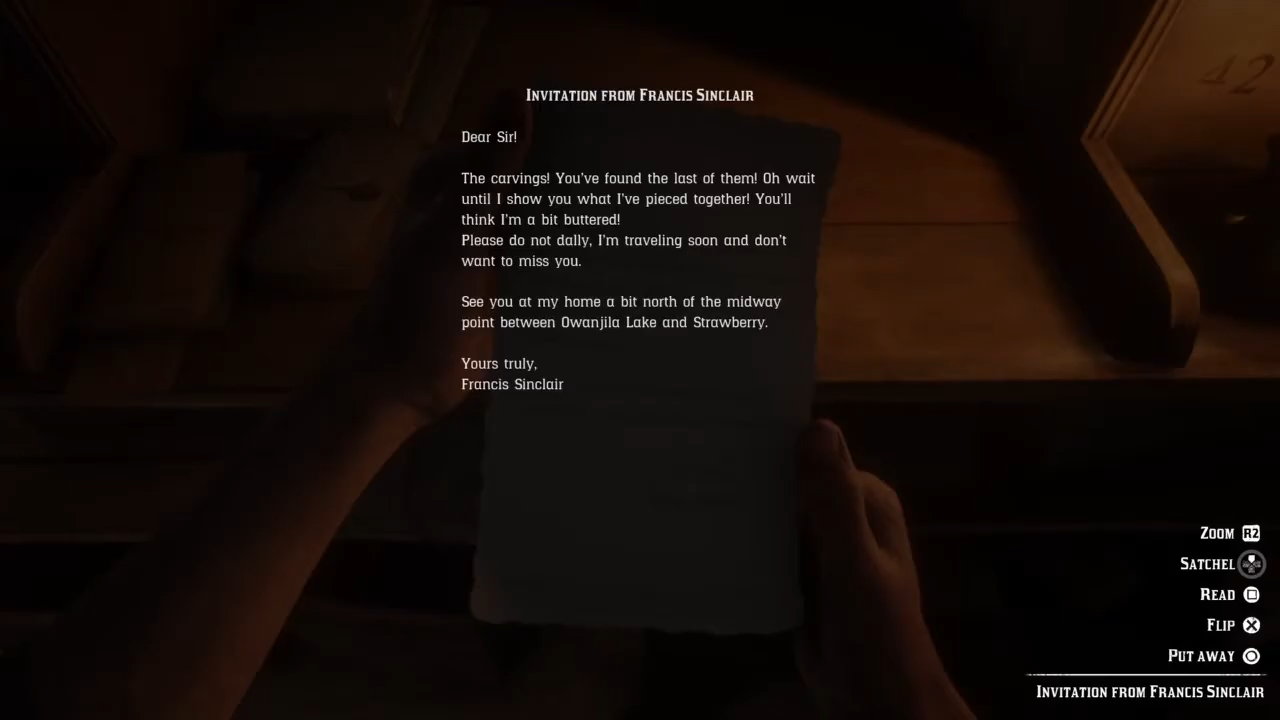 42
INVITATION FROM FRANCIS SINCLAIR
Dear Sir!
The carvings! You've found the last of them! Oh wait
until I show you what I've pieced together! You'll
think I'm a bit buttered!
Please do not dally, I'm traveling soon and don't
want to miss you.
See you at my home a bit north of the midway
point between Owanjila Lake and Strawberry.
Yours truly,
Francis Sinclair
ZOOM R2
SATCHEL
READ
FLIP
PUT AWAY
INVITATION FROM FRANCIS SINCLAIR